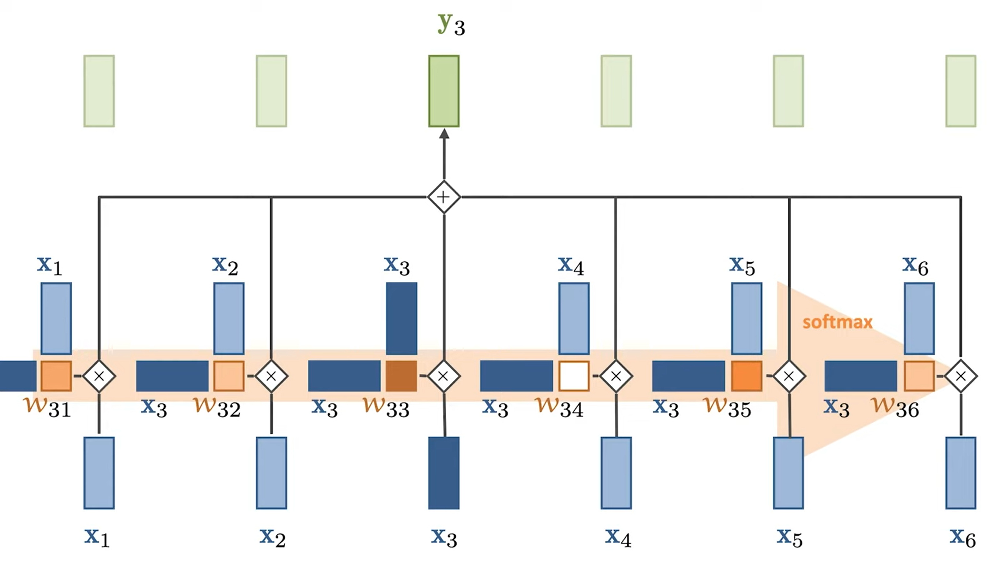 y3
+
x1 x2 x3 x4 x5 x6
softmax
× × × × × ×
w31 x3 w32 x3 w33 x3 w34 x3 w35 x3 w36
x1 x2 x3 x4 x5 x6